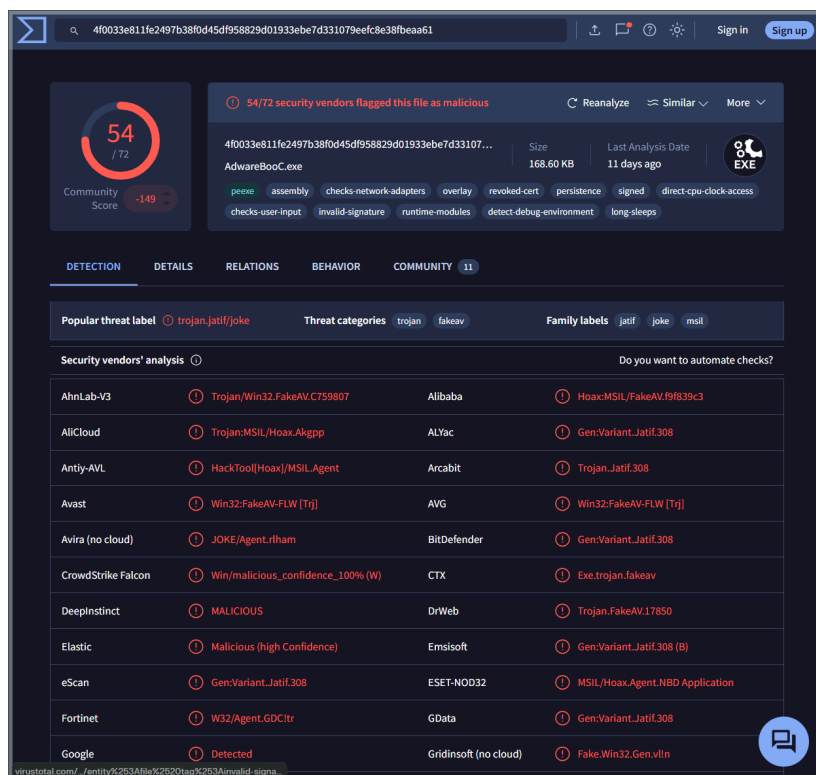 4f0033e811fe2497b38f0d45df958829d01933ebe7d331079eefc8e38fbeaa61 Sign in Sign up
54 / 72
Community Score -149
54/72 security vendors flagged this file as malicious Reanalyze Similar More
4f0033e811fe2497b38f0d45df958829d01933ebe7d33107...
AdwareBooC.exe
Size
168.60 KB
Last Analysis Date
11 days ago
EXE
peexe assembly checks-network-adapters overlay revoked-cert persistence signed direct-cpu-clock-access
checks-user-input invalid-signature runtime-modules detect-debug-environment long-sleeps
DETECTION DETAILS RELATIONS BEHAVIOR COMMUNITY 11
Popular threat label trojan.jatif/joke Threat categories trojan fakeav Family labels jatif joke msil
Security vendors' analysis Do you want to automate checks?
AhnLab-V3 Trojan/Win32.FakeAV.C759807 Alibaba Hoax:MSIL/FakeAV.f9f839c3
AliCloud Trojan:MSIL/Hoax.Akgpp ALYac Gen:Variant.Jatif.308
Antiy-AVL HackTool[Hoax]/MSIL.Agent Arcabit Trojan.Jatif.308
Avast Win32:FakeAV-FLW [Trj] AVG Win32:FakeAV-FLW [Trj]
Avira (no cloud) JOKE/Agent.rlham BitDefender Gen:Variant.Jatif.308
CrowdStrike Falcon Win/malicious_confidence_100% (W) CTX Exe.trojan.fakeav
DeepInstinct MALICIOUS DrWeb Trojan.FakeAV.17850
Elastic Malicious (high Confidence) Emsisoft Gen:Variant.Jatif.308 (B)
eScan Gen:Variant.Jatif.308 ESET-NOD32 MSIL/Hoax.Agent.NBD Application
Fortinet W32/Agent.GDC!tr GData Gen:Variant.Jatif.308
Google Detected Gridinsoft (no cloud) Fake.Win32.Gen.vl!n
virustotal.com/../entity%253Afile%2520tag%253Ainvalid-signa...